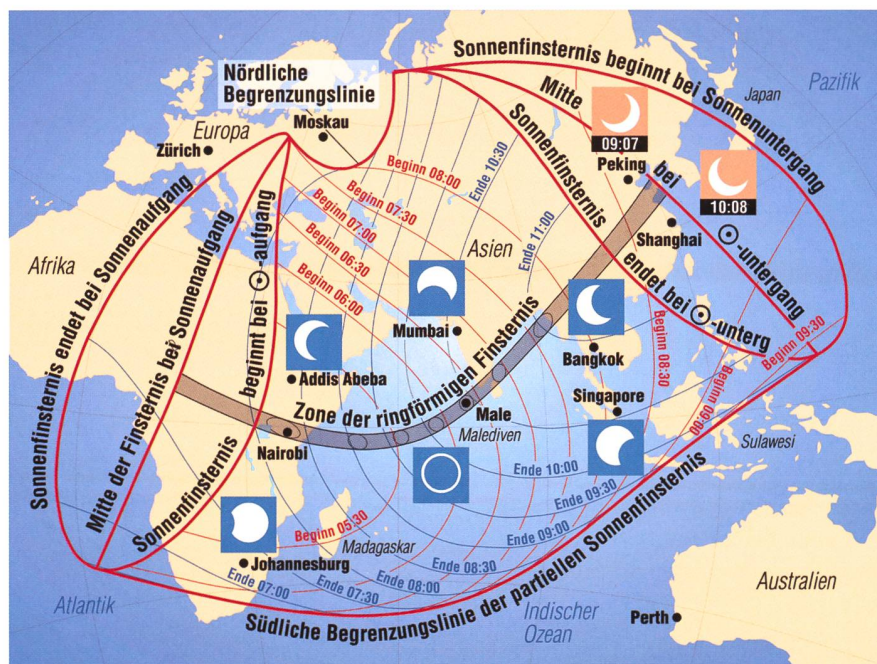 Sonnenfinsternis beginnt bei Sonnenuntergang
Pazifik
Nördliche
Begrenzungslinie
Mitte
bei
☉-untergang
Japan
Moskau
Europa
Zürich
09:07
Peking
10:08
Shanghai
Sonnenfinsternis endet bei ☉-unterg
Sonnenfinsternis endet bei Sonnenaufgang
Mitte der Finsternis bei Sonnenaufgang
Sonnenfinsternis beginnt bei ☉-aufgang
Beginn 08:00
Beginn 07:30
Beginn 07:00
Beginn 06:30
Beginn 06:00
Ende 10:30
Ende 11:00
Asien
Afrika
Mumbai
Bangkok
Beginn 08:30
Beginn 09:30
Beginn 09:00
Addis Abeba
Zone der ringförmigen Finsternis
Singapore
Male
Malediven
Nairobi
Sulawesi
Ende 10:00
Ende 09:30
Ende 09:00
Ende 08:30
Ende 08:00
Ende 07:30
Ende 07:00
Beginn 05:30
Madagaskar
Johannesburg
Atlantik
Südliche Begrenzungslinie der partiellen Sonnenfinsternis
Indischer
Ozean
Perth
Australien